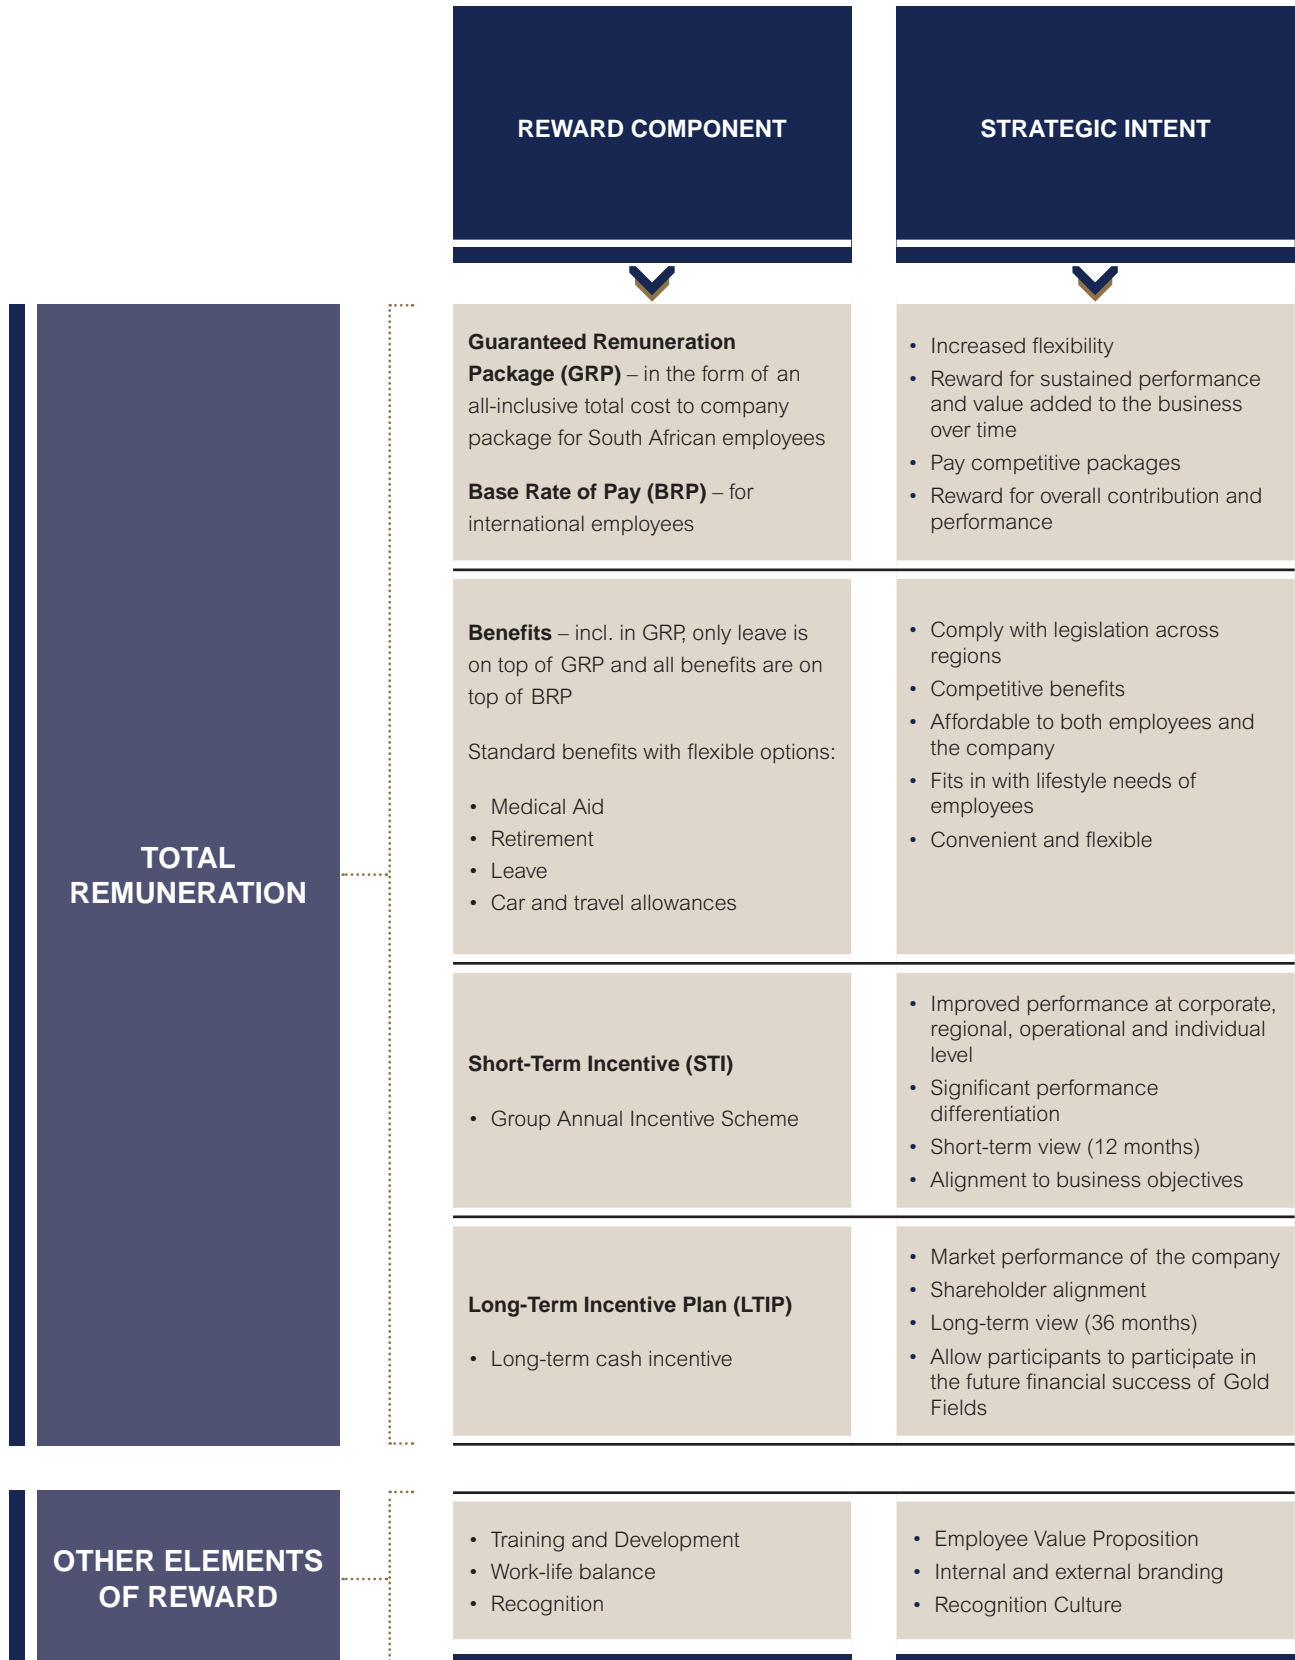 REWARD COMPONENT
STRATEGIC INTENT
TOTAL
REMUNERATION
Guaranteed Remuneration
Package (GRP) – in the form of an
all-inclusive total cost to company
package for South African employees
Base Rate of Pay (BRP) – for
international employees
• Increased flexibility
• Reward for sustained performance
and value added to the business
over time
• Pay competitive packages
• Reward for overall contribution and
performance
Benefits – incl. in GRP, only leave is
on top of GRP and all benefits are on
top of BRP
Standard benefits with flexible options:
• Medical Aid
• Retirement
• Leave
• Car and travel allowances
• Comply with legislation across
regions
• Competitive benefits
• Affordable to both employees and
the company
• Fits in with lifestyle needs of
employees
• Convenient and flexible
Short-Term Incentive (STI)
• Group Annual Incentive Scheme
• Improved performance at corporate,
regional, operational and individual
level
• Significant performance
differentiation
• Short-term view (12 months)
• Alignment to business objectives
Long-Term Incentive Plan (LTIP)
• Long-term cash incentive
• Market performance of the company
• Shareholder alignment
• Long-term view (36 months)
• Allow participants to participate in
the future financial success of Gold
Fields
OTHER ELEMENTS
OF REWARD
• Training and Development
• Work-life balance
• Recognition
• Employee Value Proposition
• Internal and external branding
• Recognition Culture